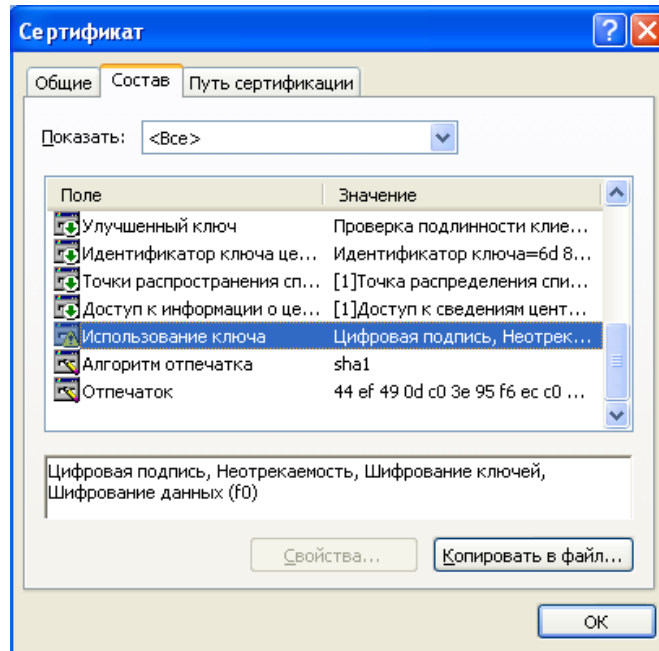 Сертификат
Общие Состав Путь сертификации
Показать: <Все>
Поле Значение
Улучшенный ключ Проверка подлинности клие...
Идентификатор ключа це... Идентификатор ключа=6d 8...
Точки распространения сп... [1]Точка распределения спи...
Доступ к информации о це... [1]Доступ к сведениям цент...
Использование ключа Цифровая подпись, Неотрек...
Алгоритм отпечатка sha1
Отпечаток 44 ef 49 0d c0 3e 95 f6 ec c0 ...
Цифровая подпись, Неотрекаемость, Шифрование ключей,
Шифрование данных (f0)
Свойства... Копировать в файл...
ОК